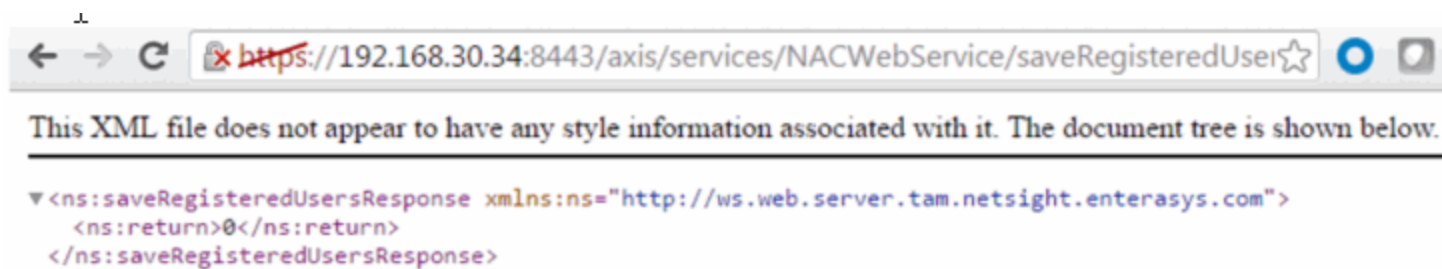 https://192.168.30.34:8443/axis/services/NACWebService/saveRegisteredUser
This XML file does not appear to have any style information associated with it. The document tree is shown below.
▼<ns:saveRegisteredUsersResponse xmlns:ns="http://ws.web.server.tam.netsight.enterasys.com">
<ns:return>0</ns:return>
</ns:saveRegisteredUsersResponse>